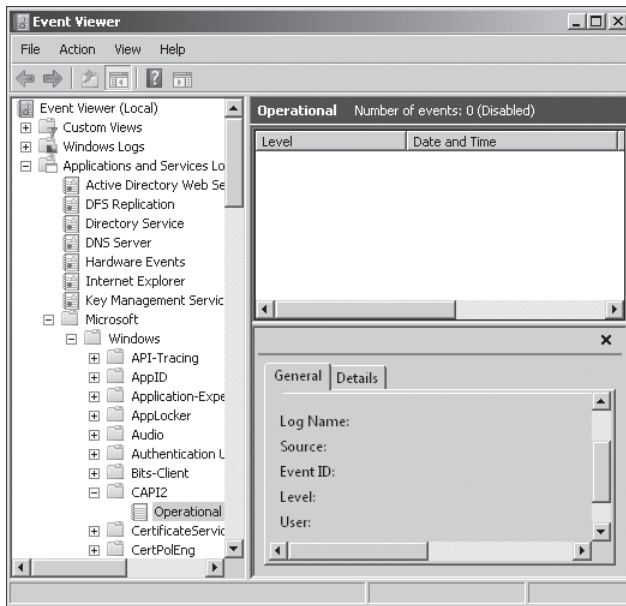 Event Viewer
File Action View Help
Event Viewer (Local)
Custom Views
Windows Logs
Applications and Services Lo
Active Directory Web Se
DFS Replication
Directory Service
DNS Server
Hardware Events
Internet Explorer
Key Management Servic
Microsoft
Windows
API-Tracing
AppID
Application-Expe
AppLocker
Audio
Authentication U
Bits-Client
CAPI2
Operational
CertificateServic
CertPolEng
Operational Number of events: 0 (Disabled)
Level Date and Time
General Details
Log Name:
Source:
Event ID:
Level:
User: